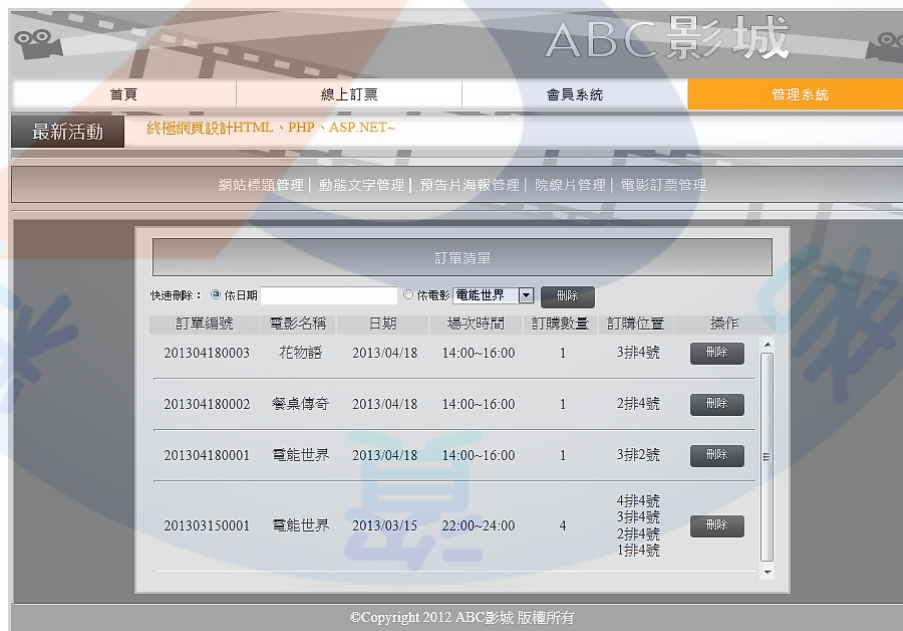 ABC影城
首頁 線上訂票 會員系統 管理系統
最新活動 終極網頁設計HTML、PHP、ASP.NET~
網站標題管理| 動態文字管理| 預告片海報管理| 院線片管理| 電影訂票管理
訂單清單
快速刪除： 依日期 依電影 電能世界 刪除
訂單編號 電影名稱 日期 場次時間 訂購數量 訂購位置 操作
201304180003 花物語 2013/04/18 14:00~16:00 1 3排4號 刪除
201304180002 餐桌傳奇 2013/04/18 14:00~16:00 1 2排4號 刪除
201304180001 電能世界 2013/04/18 14:00~16:00 1 3排2號 刪除
201303150001 電能世界 2013/03/15 22:00~24:00 4 4排4號
3排4號
2排4號
1排4號
刪除
©Copyright 2012 ABC影城 版權所有